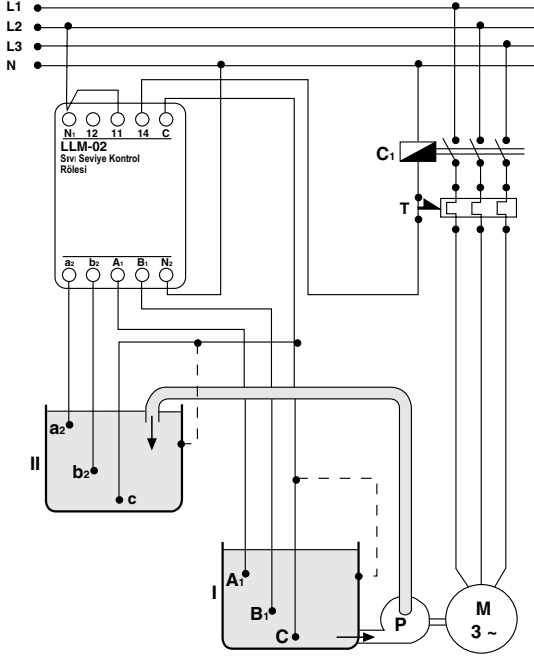 L1
L2
L3
N
N1 12 11 14 C
LLM-02
Sıvı Seviye Kontrol
Rölesi
a2 b2 A1 B1 N2
C1
T
a2
b2
c
II
A1
B1
C
I
P
M
3 ~